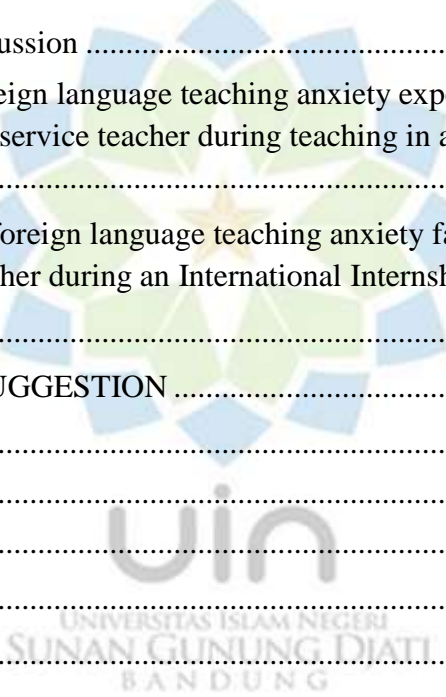 ussion ..............................................
eign language teaching anxiety exp
service teacher during teaching in a
......................................................
foreign language teaching anxiety fa
her during an International Internsh
......................................................
UGGESTION ...................................
......................................................
......................................................
......................................................
uin
......................................................
UNIVERSITAS ISLAM NEGERI
SUNAN GUNUNG DJATI
......................................................
BANDUNG